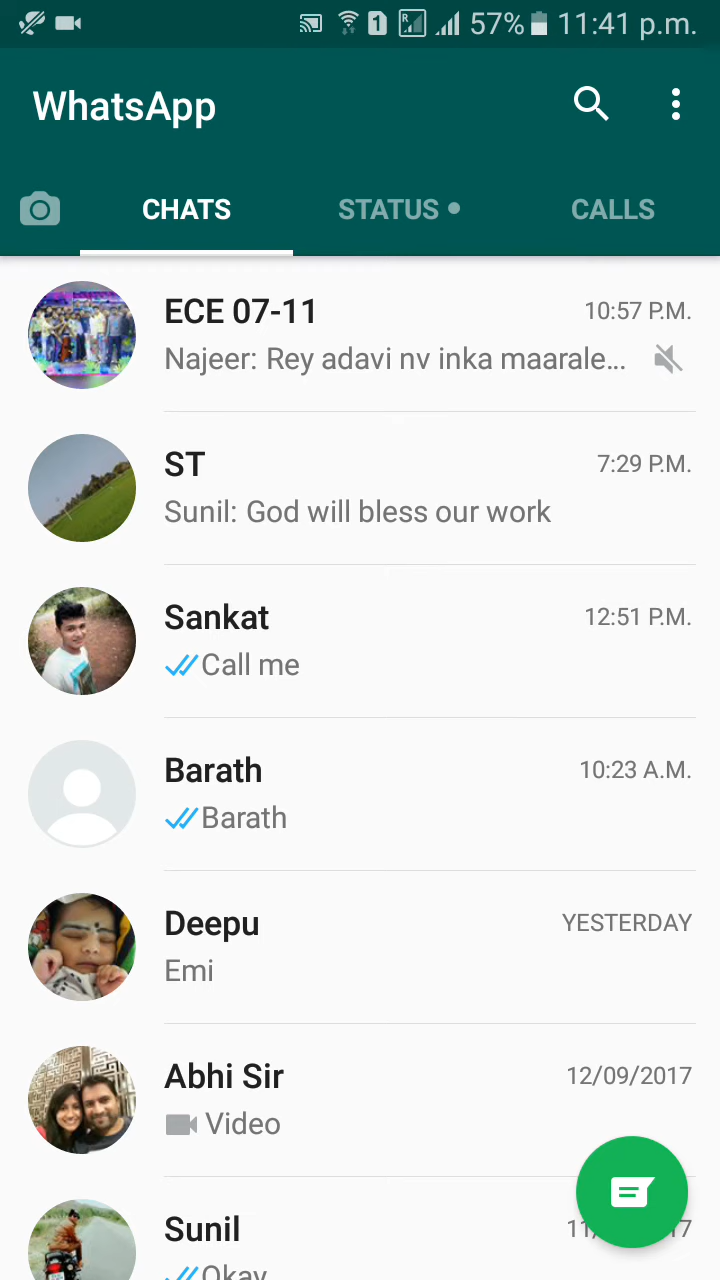 1 R 57% 11:41 p.m.
WhatsApp
CHATS STATUS CALLS
ECE 07-11 10:57 P.M.
Najeer: Rey adavi nv inka maarale...
ST 7:29 P.M.
Sunil: God will bless our work
Sankat 12:51 P.M.
Call me
Barath 10:23 A.M.
Barath
Deepu YESTERDAY
Emi
Abhi Sir 12/09/2017
Video
Sunil
Okay